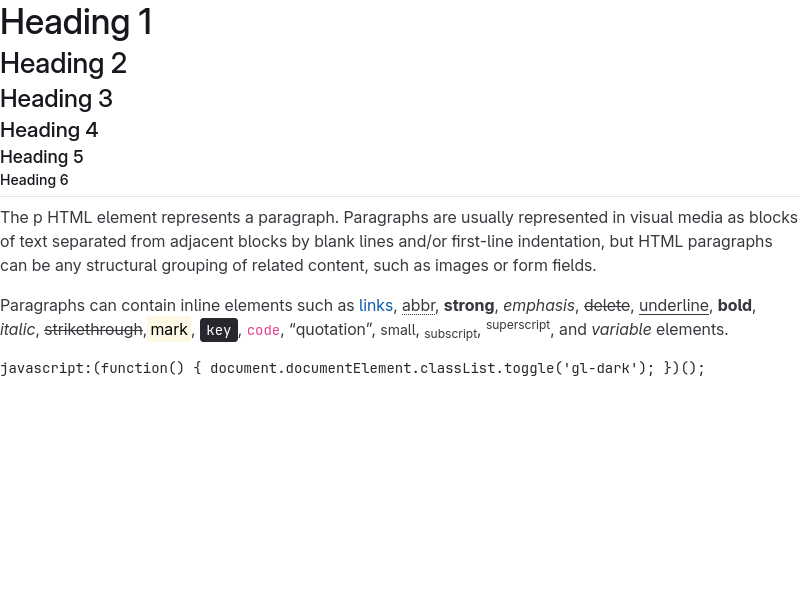 Heading 1
Heading 2
Heading 3
Heading 4
Heading 5
Heading 6
The p HTML element represents a paragraph. Paragraphs are usually represented in visual media as blocks
of text separated from adjacent blocks by blank lines and/or first-line indentation, but HTML paragraphs
can be any structural grouping of related content, such as images or form fields.
Paragraphs can contain inline elements such as links, abbr, strong, emphasis, delete, underline, bold,
italic, strikethrough, mark, key, code, “quotation”, small, subscript, superscript, and variable elements.
javascript:(function() { document.documentElement.classList.toggle('gl-dark'); })();